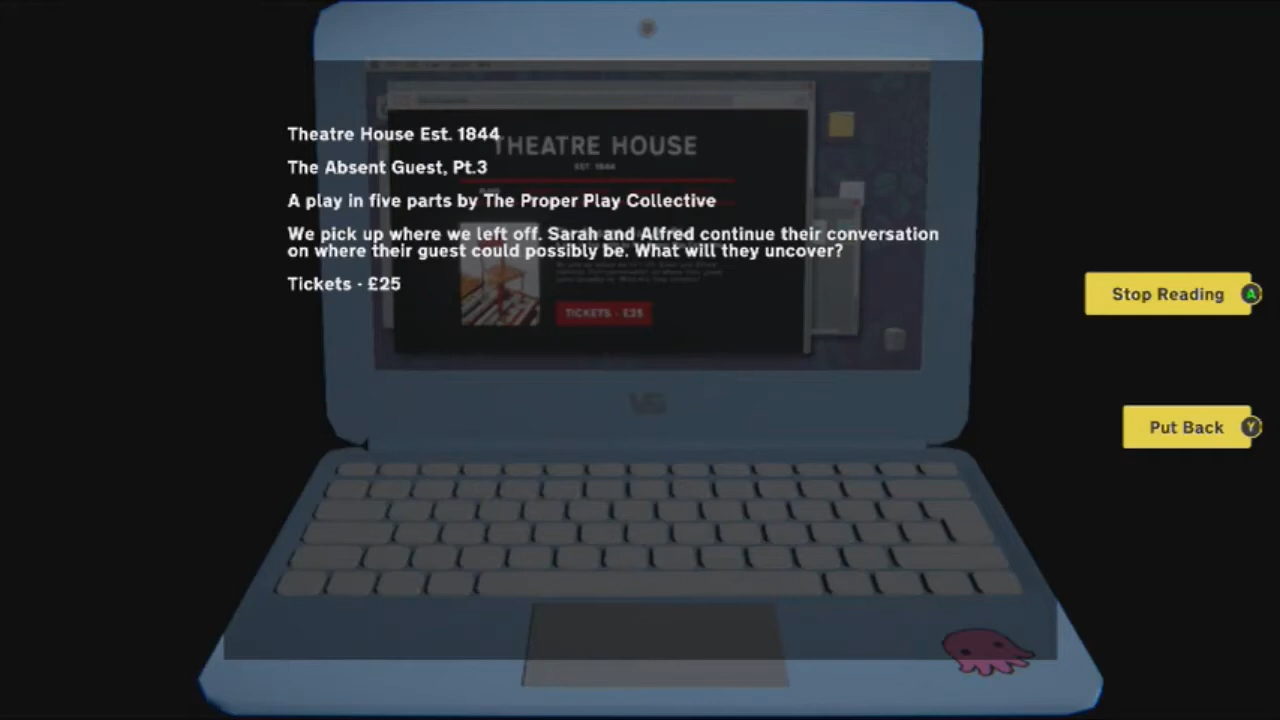 Theatre House Est. 1844
THEATRE HOUSE
EST. 1844
The Absent Guest, Pt.3
A play in five parts by The Proper Play Collective
We pick up where we left off. Sarah and Alfred continue their conversation
on where their guest could possibly be. What will they uncover?
Tickets - £25
TICKETS - £25
Stop Reading A
Put Back Y
VG